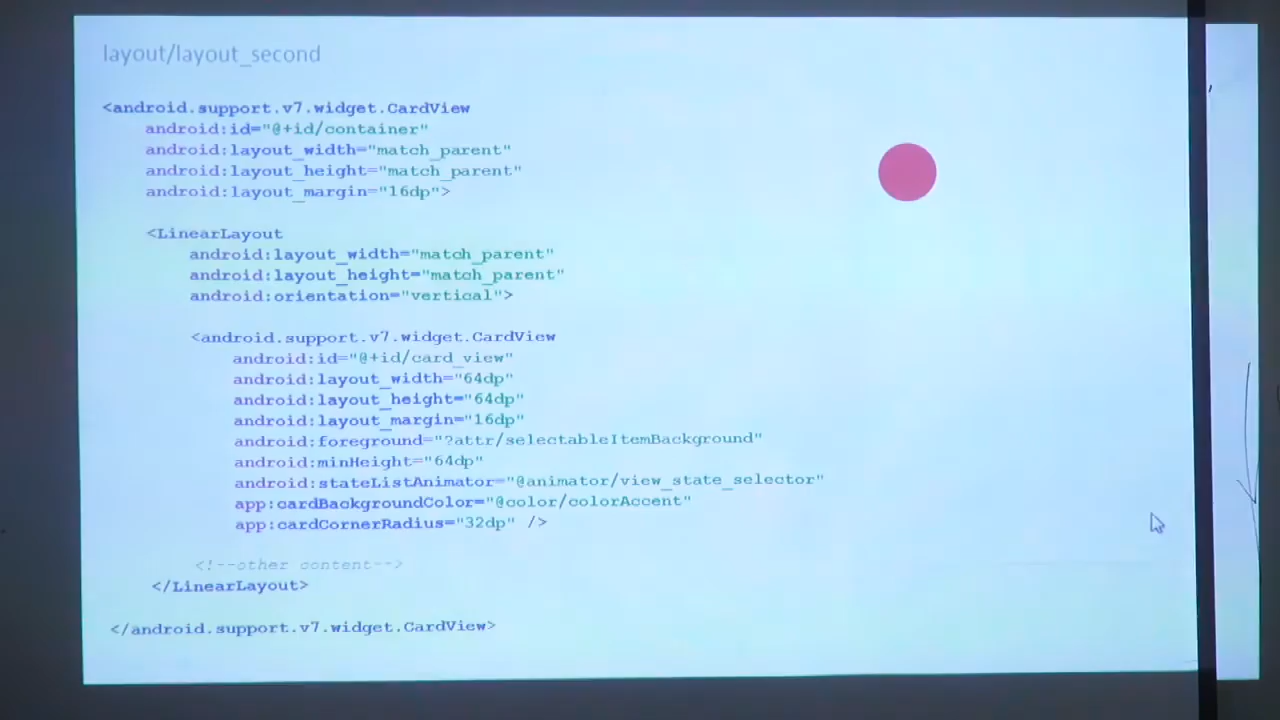 layout/layout_second
<android.support.v7.widget.CardView
android:id="@+id/container"
android:layout_width="match_parent"
android:layout_height="match_parent"
android:layout_margin="16dp">
<LinearLayout
android:layout_width="match_parent"
android:layout_height="match_parent"
android:orientation="vertical">
<android.support.v7.widget.CardView
android:id="@+id/card_view"
android:layout_width="64dp"
android:layout_height="64dp"
android:layout_margin="16dp"
android:foreground="?attr/selectableItemBackground"
android:minHeight="64dp"
android:stateListAnimator="@animator/view_state_selector"
app:cardBackgroundColor="@color/colorAccent"
app:cardCornerRadius="32dp" />
<!--other content-->
</LinearLayout>
</android.support.v7.widget.CardView>